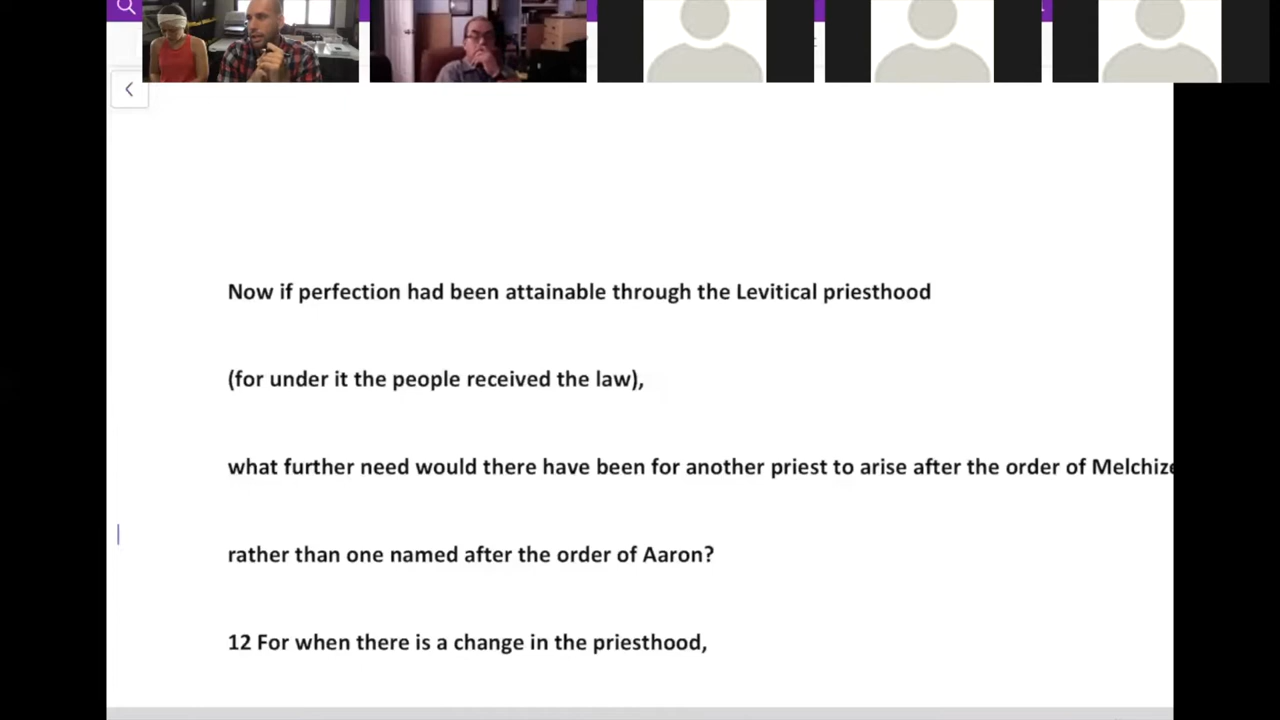 Now if perfection had been attainable through the Levitical priesthood
(for under it the people received the law),
what further need would there have been for another priest to arise after the order of Melchize
rather than one named after the order of Aaron?
12 For when there is a change in the priesthood,